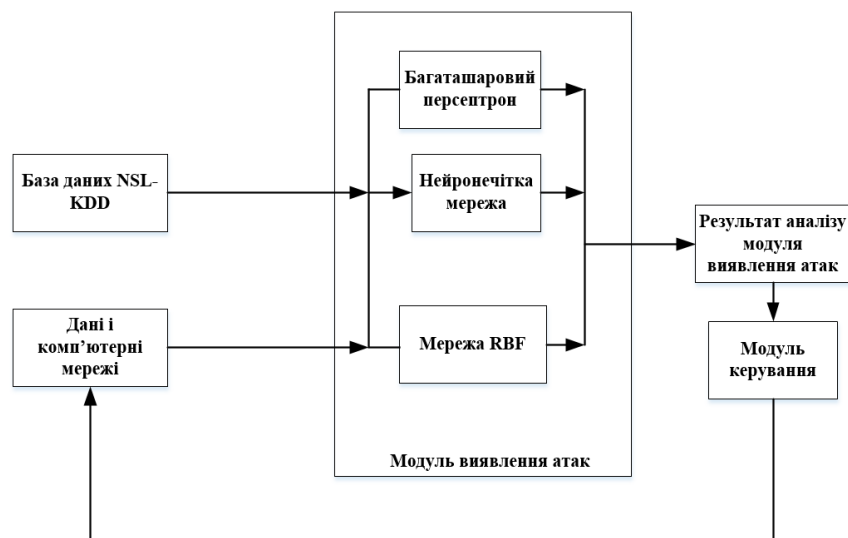 Багаташаровий
персептрон
База даних NSL-
KDD
Нейронечітка
мережа
Результат аналізу
модуля
виявлення атак
Дані і
комп’ютерні
мережі
Мережа RBF
Модуль
керування
Модуль виявлення атак